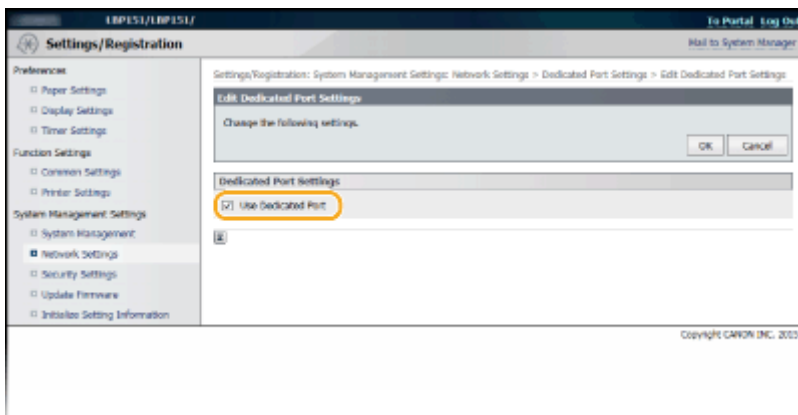 LBP151/LBP151/
To Portal Log Out
Settings/Registration
Mail to System Manager
Preferences
Paper Settings
Display Settings
Timer Settings
Function Settings
Common Settings
Printer Settings
System Management Settings
System Management
Network Settings
Security Settings
Update Firmware
Initialize Setting Information
Settings/Registration: System Management Settings: Network Settings > Dedicated Port Settings > Edit Dedicated Port Settings
Edit Dedicated Port Settings
Change the following settings.
OK Cancel
Dedicated Port Settings
Use Dedicated Port
Copyright CANON INC. 2015